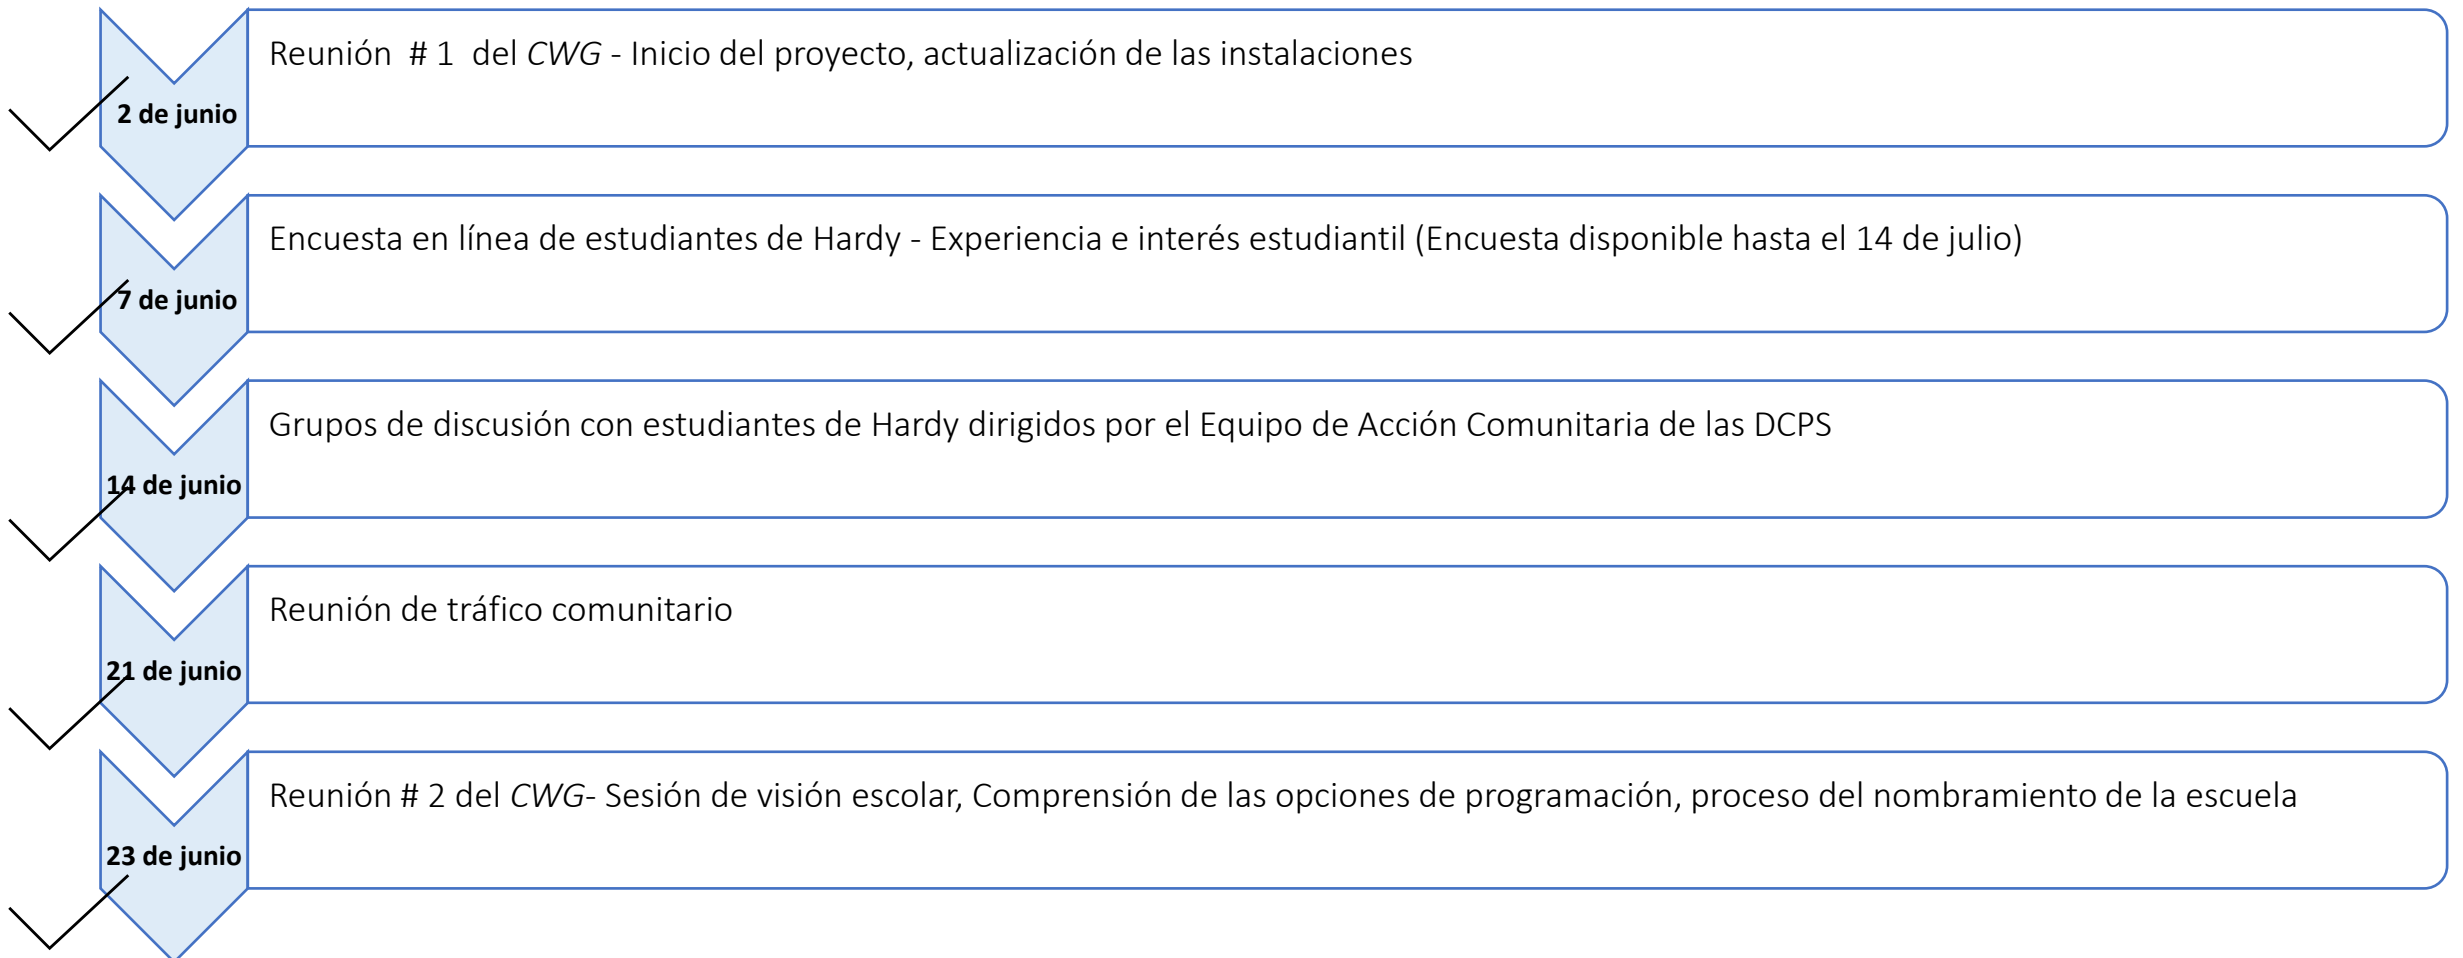 Reunión # 1 del CWG - Inicio del proyecto, actualización de las instalaciones
2 de junio
Encuesta en línea de estudiantes de Hardy - Experiencia e interés estudiantil (Encuesta disponible hasta el 14 de julio)
7 de junio
Grupos de discusión con estudiantes de Hardy dirigidos por el Equipo de Acción Comunitaria de las DCPS
14 de junio
Reunión de tráfico comunitario
21 de junio
Reunión # 2 del CWG- Sesión de visión escolar, Comprensión de las opciones de programación, proceso del nombramiento de la escuela
23 de junio